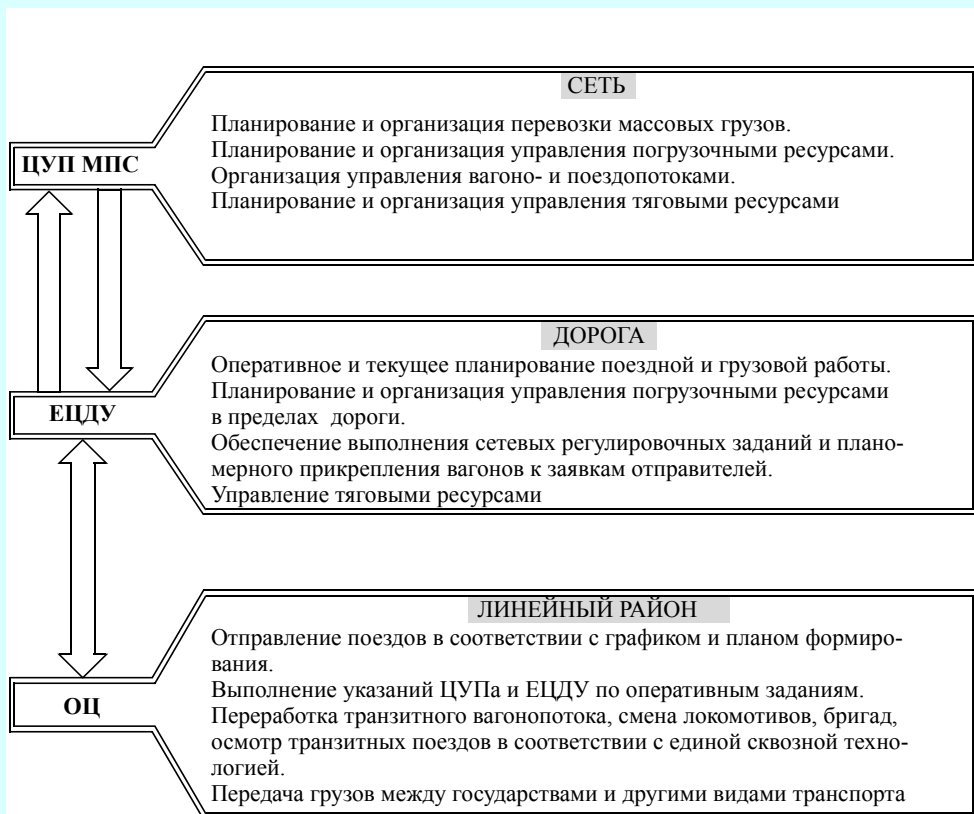 СЕТЬ
ЦУП МПС
Планирование и организация перевозки массовых грузов.
Планирование и организация управления погрузочными ресурсами.
Организация управления вагоно- и поездопотоками.
Планирование и организация управления тяговыми ресурсами
ДОРОГА
ЕЦДУ
Оперативное и текущее планирование поездной и грузовой работы.
Планирование и организация управления погрузочными ресурсами
в пределах дороги.
Обеспечение выполнения сетевых регулировочных заданий и плано-
мерного прикрепления вагонов к заявкам отправителей.
Управление тяговыми ресурсами
ЛИНЕЙНЫЙ РАЙОН
ОЦ
Отправление поездов в соответствии с графиком и планом формиро-
вания.
Выполнение указаний ЦУПа и ЕЦДУ по оперативным заданиям.
Переработка транзитного вагонопотока, смена локомотивов, бригад,
осмотр транзитных поездов в соответствии с единой сквозной техно-
логией.
Передача грузов между государствами и другими видами транспорта